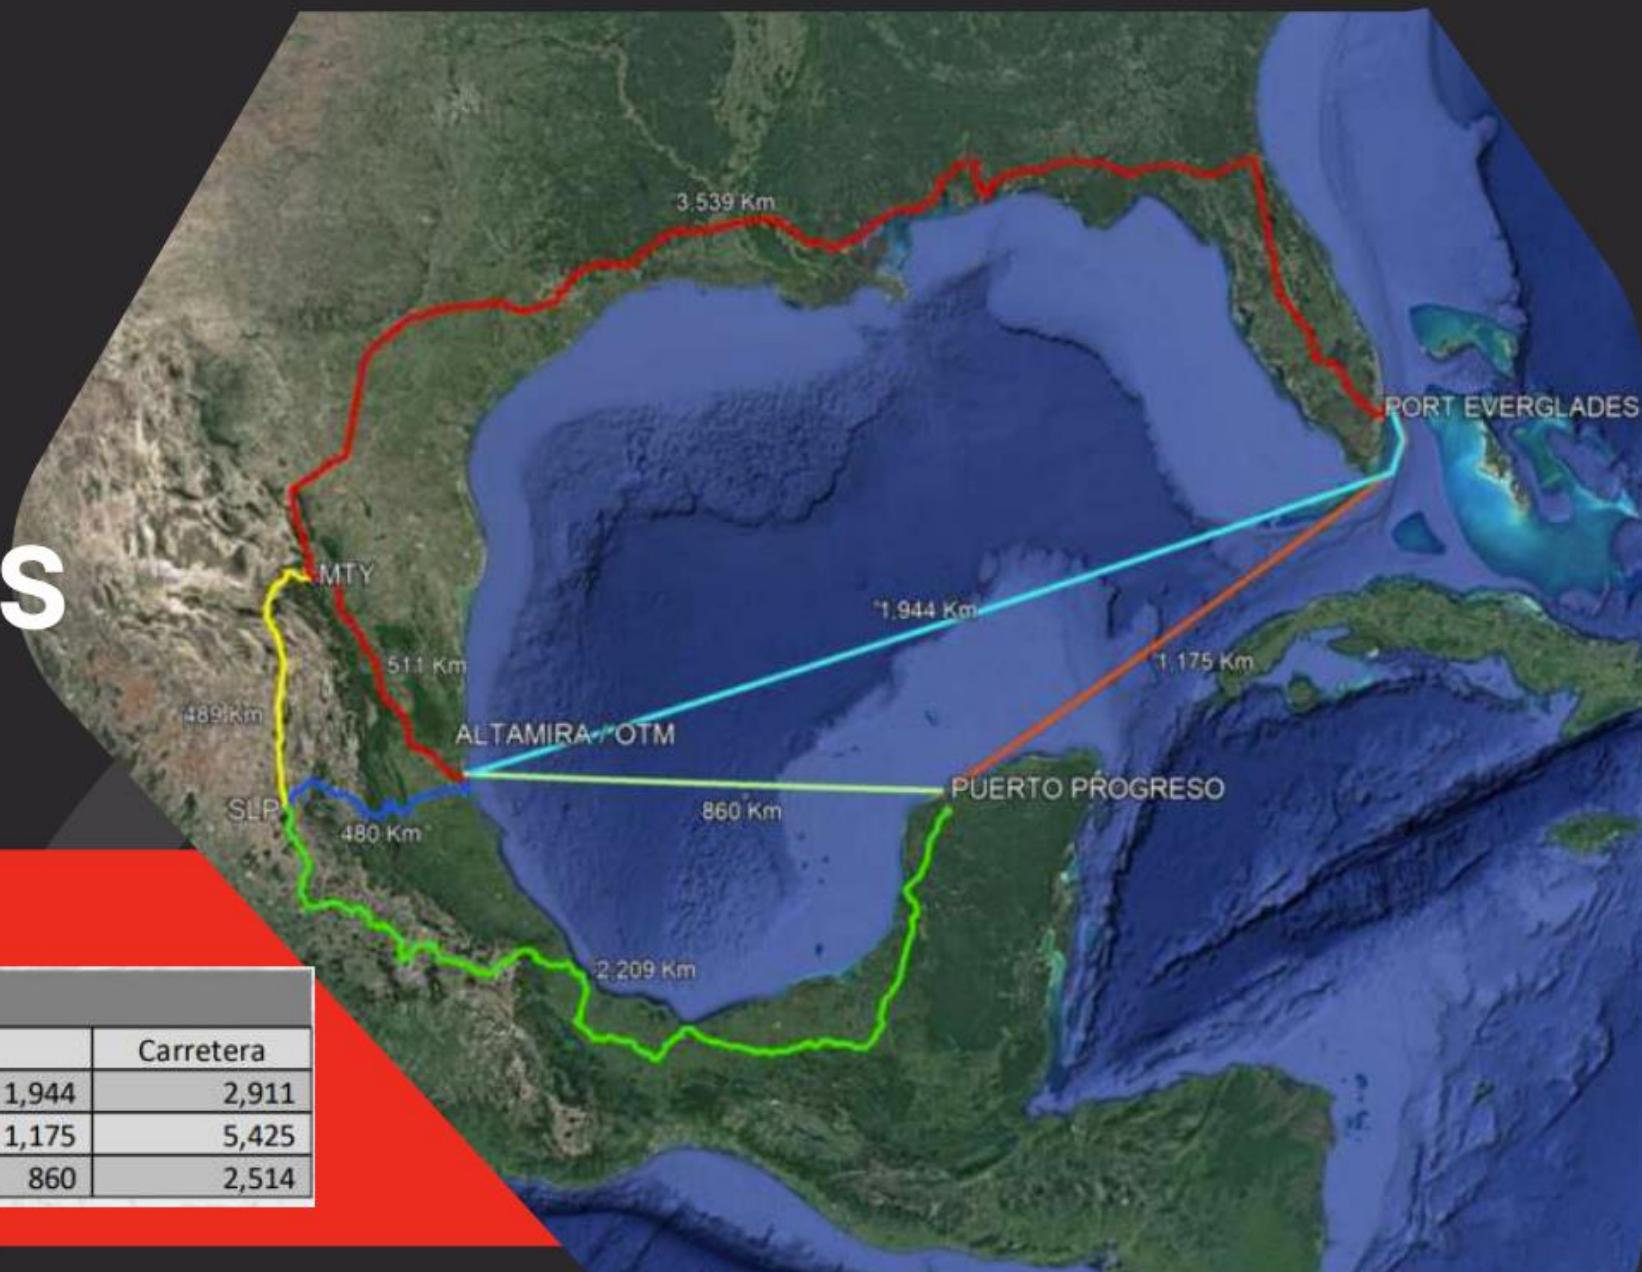 3.539 Km
PORT EVERGLADES
MTY
1,944 Km
511 Km
1,175 Km
489 Km
ALTAMIRA / OTM
PUERTO PROGRESO
SLP
860 Km
480 Km
2,209 Km
S
Carretera
1,944 2,911
1,175 5,425
860 2,514